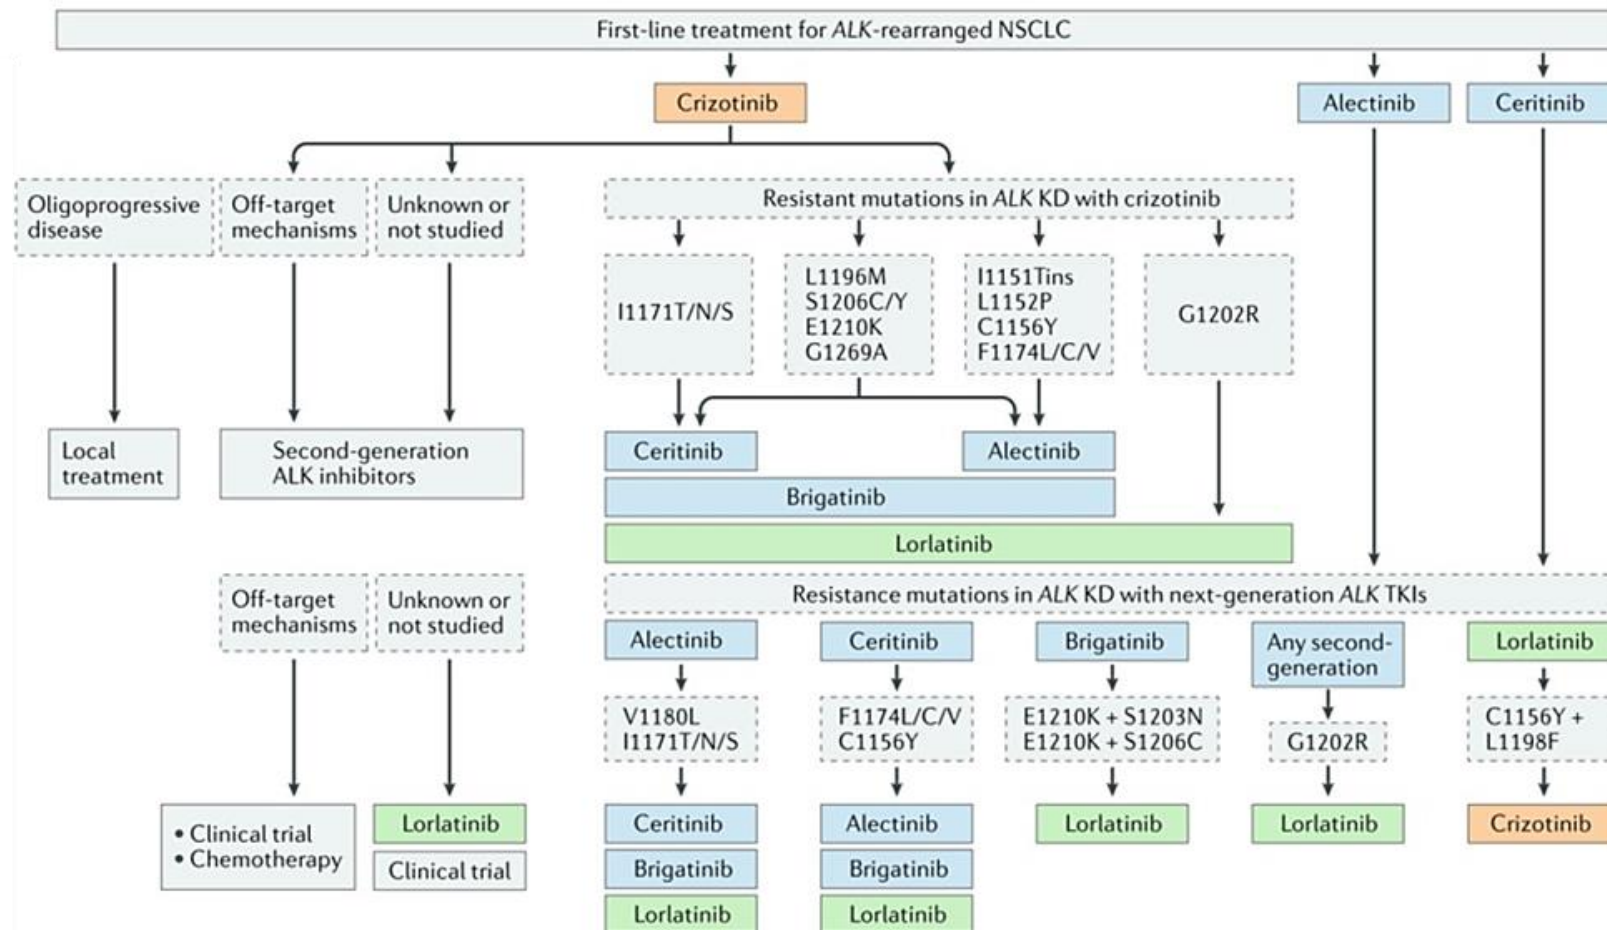 First-line treatment for ALK-rearranged NSCLC
Crizotinib
Alectinib
Ceritinib
Oligoprogressive
disease
Off-target
mechanisms
Unknown or
not studied
Resistant mutations in ALK KD with crizotinib
I1171T/N/S
L1196M
S1206C/Y
E1210K
G1269A
I1151Tins
L1152P
C1156Y
F1174L/C/V
G1202R
Local
treatment
Second-generation
ALK inhibitors
Ceritinib
Alectinib
Brigatinib
Lorlatinib
Off-target
mechanisms
Unknown or
not studied
Resistance mutations in ALK KD with next-generation ALK TKIs
Alectinib
Ceritinib
Brigatinib
Any second-
generation
Lorlatinib
V1180L
I1171T/N/S
F1174L/C/V
C1156Y
E1210K + S1203N
E1210K + S1206C
G1202R
C1156Y +
L1198F
• Clinical trial
• Chemotherapy
Lorlatinib
Clinical trial
Ceritinib
Brigatinib
Lorlatinib
Alectinib
Brigatinib
Lorlatinib
Lorlatinib
Lorlatinib
Crizotinib